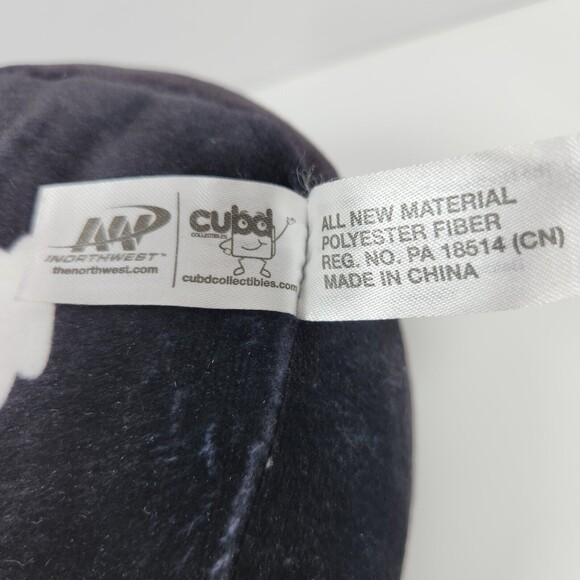 NORTHWEST™
thenorthwest.com
cubd
COLLECTIBLES
cubdcollectibles.com
ALL NEW MATERIAL
POLYESTER FIBER
REG. NO. PA 18514 (CN)
MADE IN CHINA